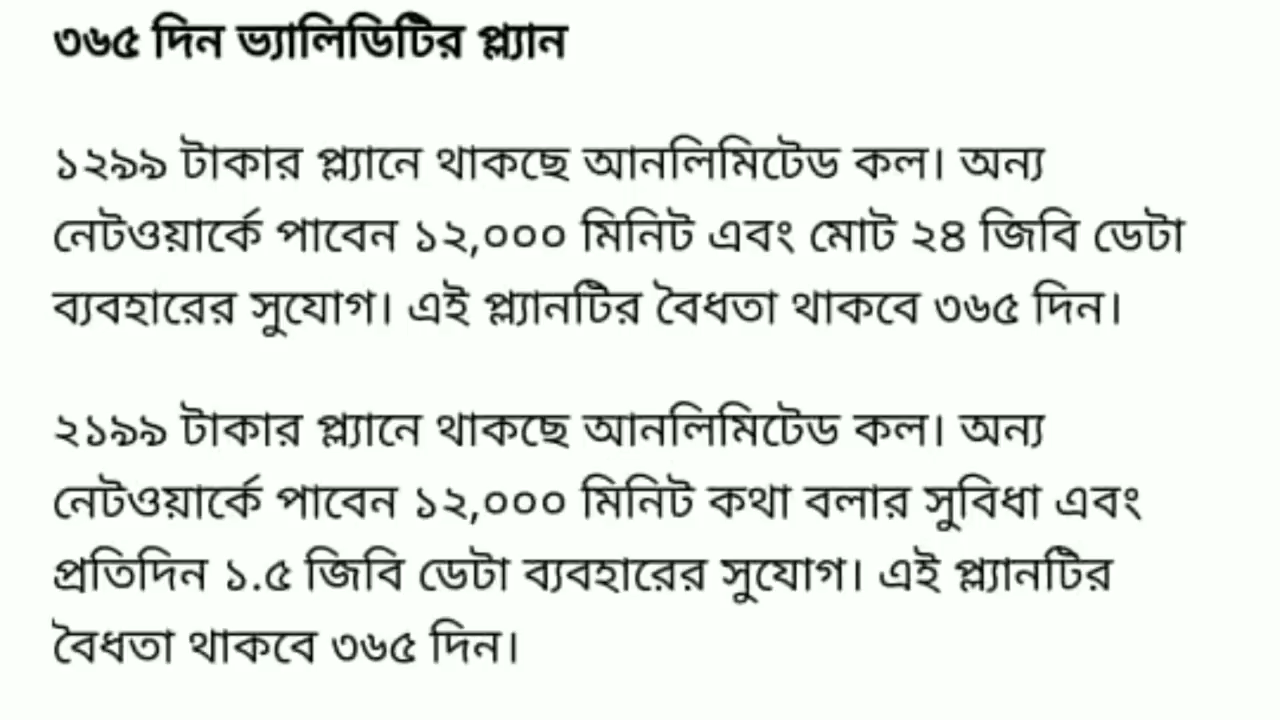 ৩৬৫ দিন ভ্যালিডিটির প্ল্যান
১২৯৯ টাকার প্ল্যানে থাকছে আনলিমিটেড কল। অন্য
নেটওয়ার্কে পাবেন ১২,০০০ মিনিট এবং মোট ২৪ জিবি ডেটা
ব্যবহারের সুযোগ। এই প্ল্যানটির বৈধতা থাকবে ৩৬৫ দিন।
২১৯৯ টাকার প্ল্যানে থাকছে আনলিমিটেড কল। অন্য
নেটওয়ার্কে পাবেন ১২,০০০ মিনিট কথা বলার সুবিধা এবং
প্রতিদিন ১.৫ জিবি ডেটা ব্যবহারের সুযোগ। এই প্ল্যানটির
বৈধতা থাকবে ৩৬৫ দিন।